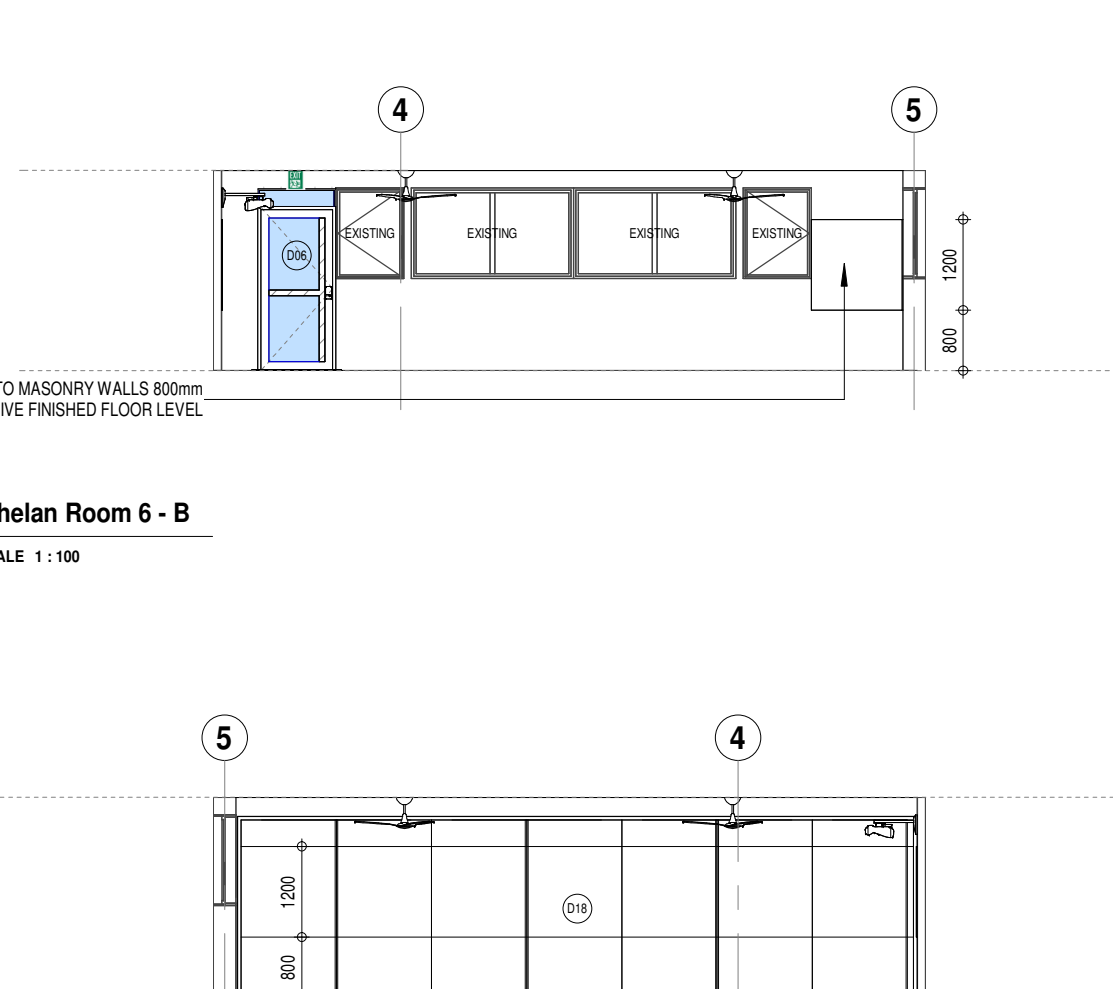 4
5
EXIT
EXISTING
EXISTING
EXISTING
EXISTING
D06
1200
800
TO MASONRY WALLS 800mm
IVE FINISHED FLOOR LEVEL
helan Room 6 - B
ALE 1 : 100
5
4
1200
D18
800